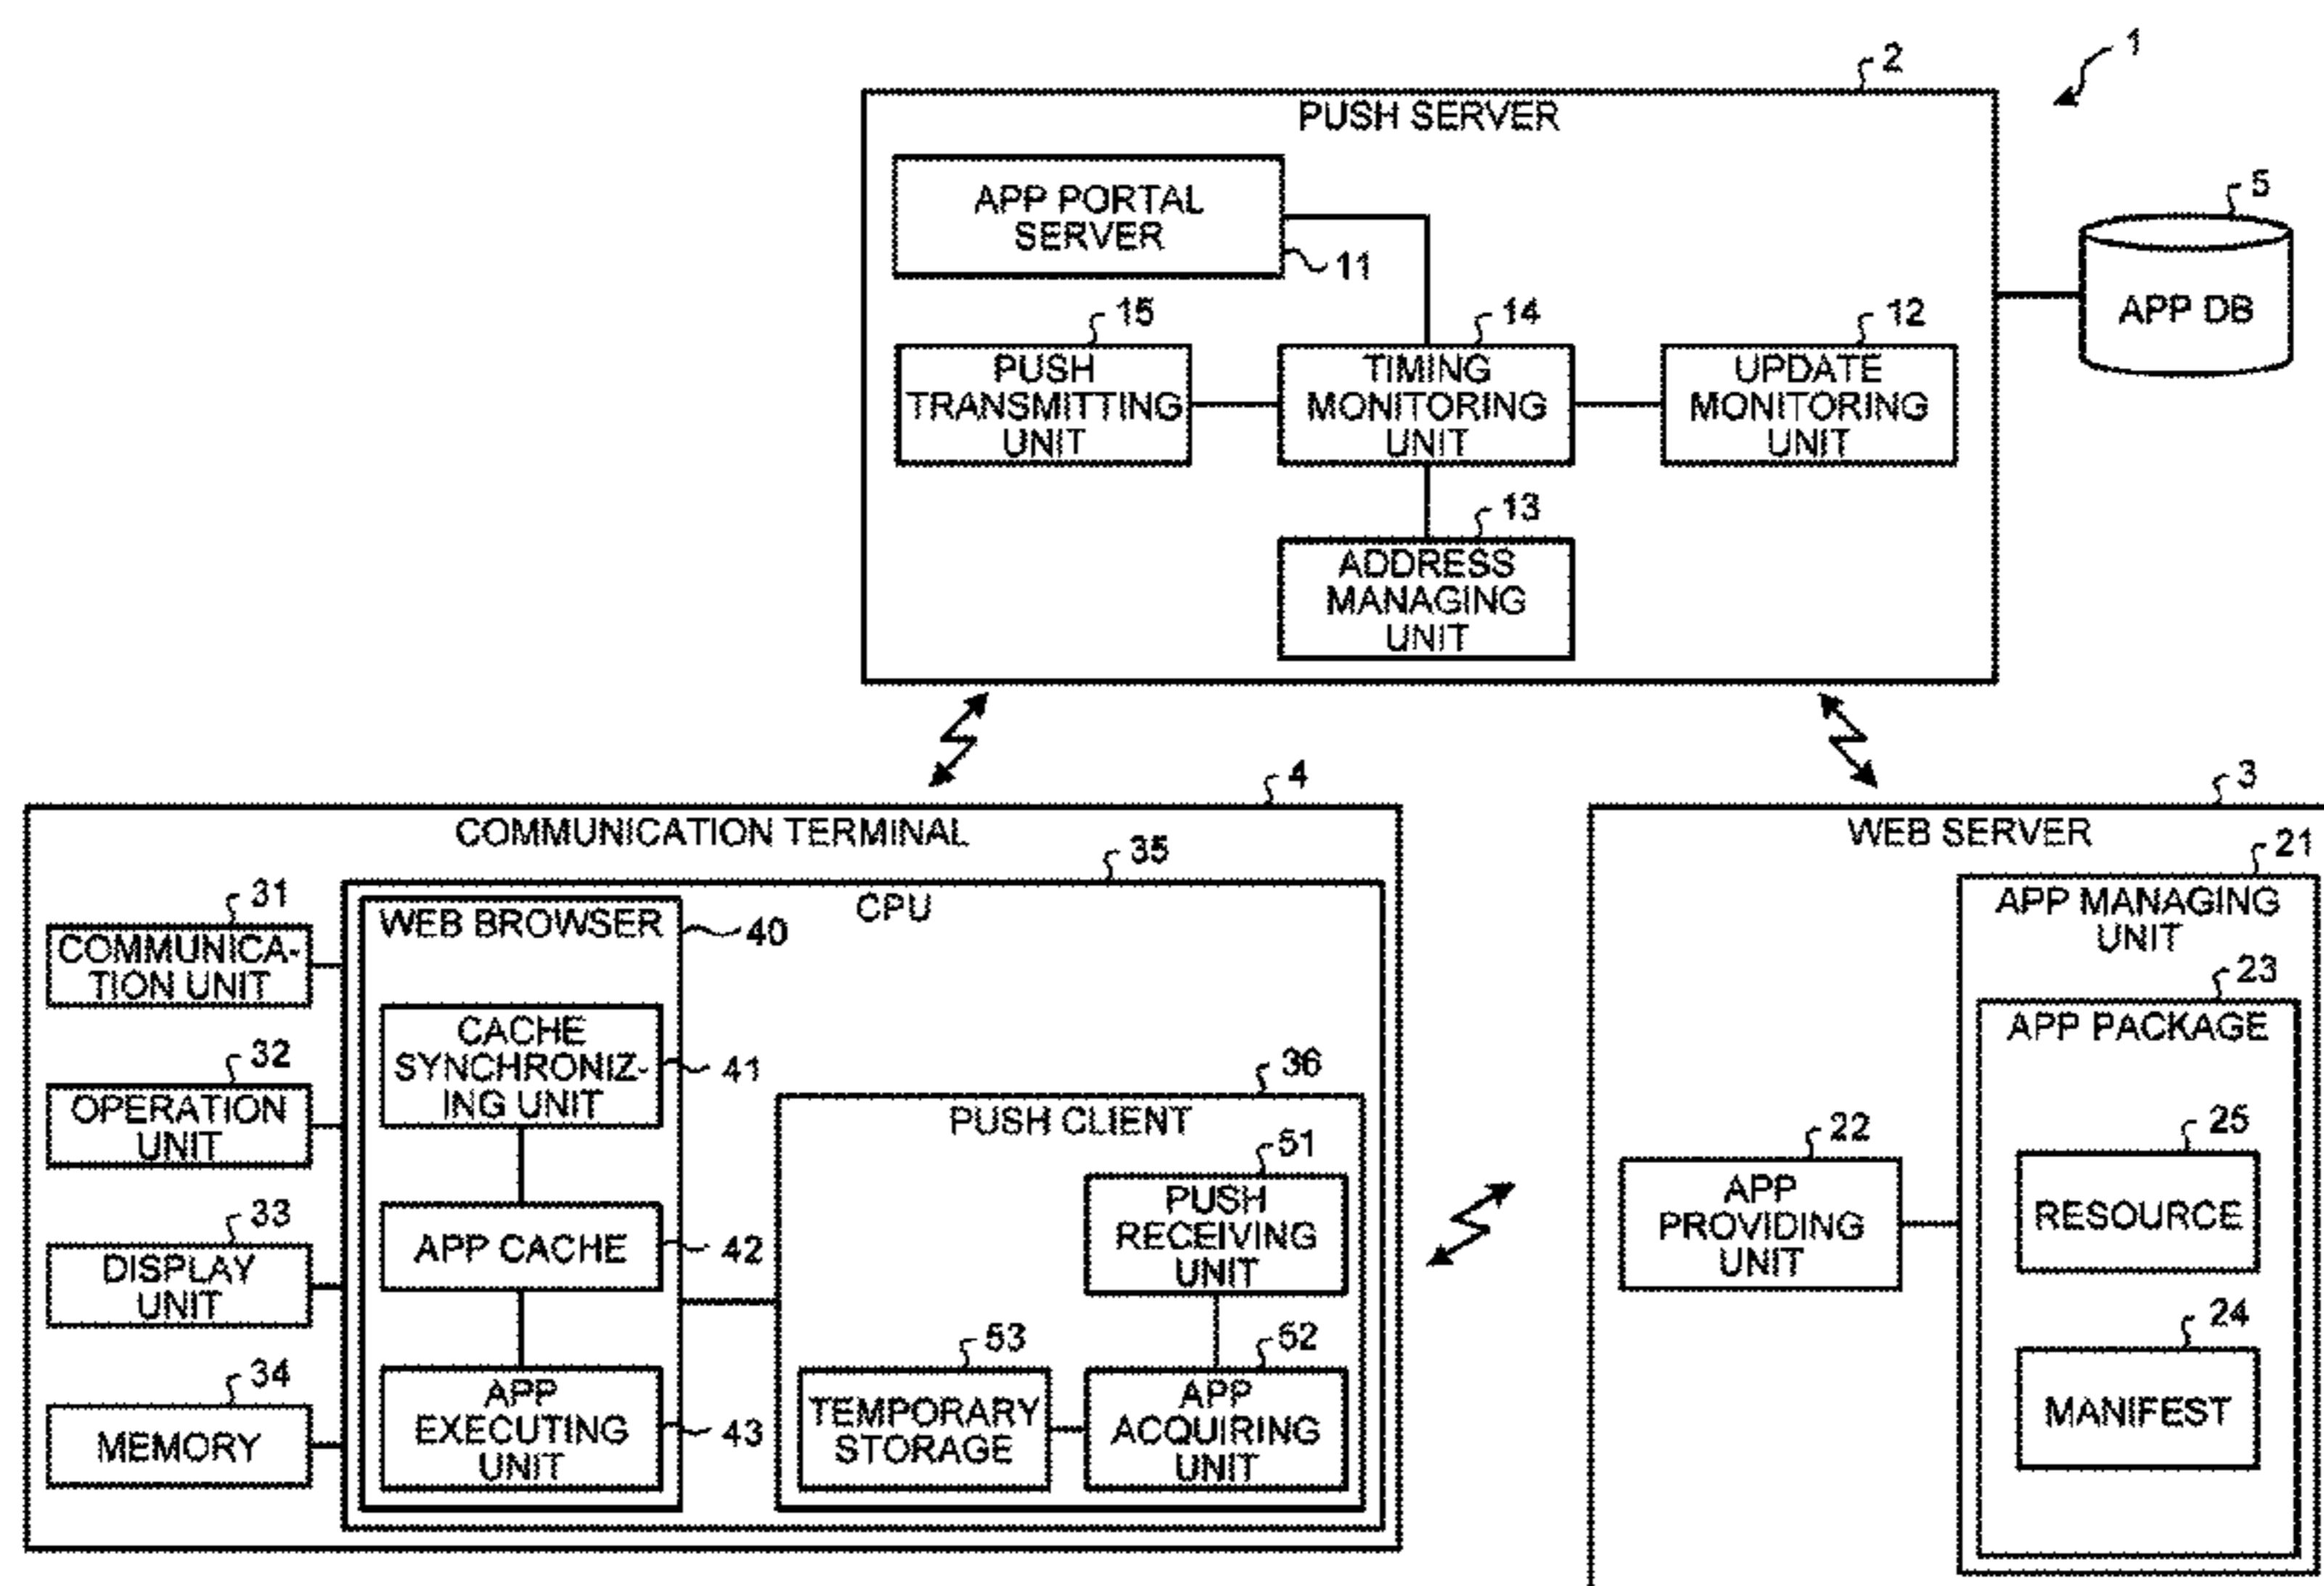 1
2
PUSH SERVER
APP PORTAL
SERVER
11
5
APP DB
15
PUSH
TRANSMITTING
UNIT
14
TIMING
MONITORING
UNIT
12
UPDATE
MONITORING
UNIT
13
ADDRESS
MANAGING
UNIT
4
COMMUNICATION TERMINAL
35
CPU
31
COMMUNICA-
TION UNIT
32
OPERATION
UNIT
33
DISPLAY
UNIT
34
MEMORY
WEB BROWSER
40
CACHE
SYNCHRONIZ-
ING UNIT
41
APP CACHE
42
APP
EXECUTING
UNIT
43
36
PUSH CLIENT
51
PUSH
RECEIVING
UNIT
53
TEMPORARY
STORAGE
52
APP
ACQUIRING
UNIT
3
WEB SERVER
21
APP MANAGING
UNIT
23
APP PACKAGE
22
APP
PROVIDING
UNIT
25
RESOURCE
24
MANIFEST